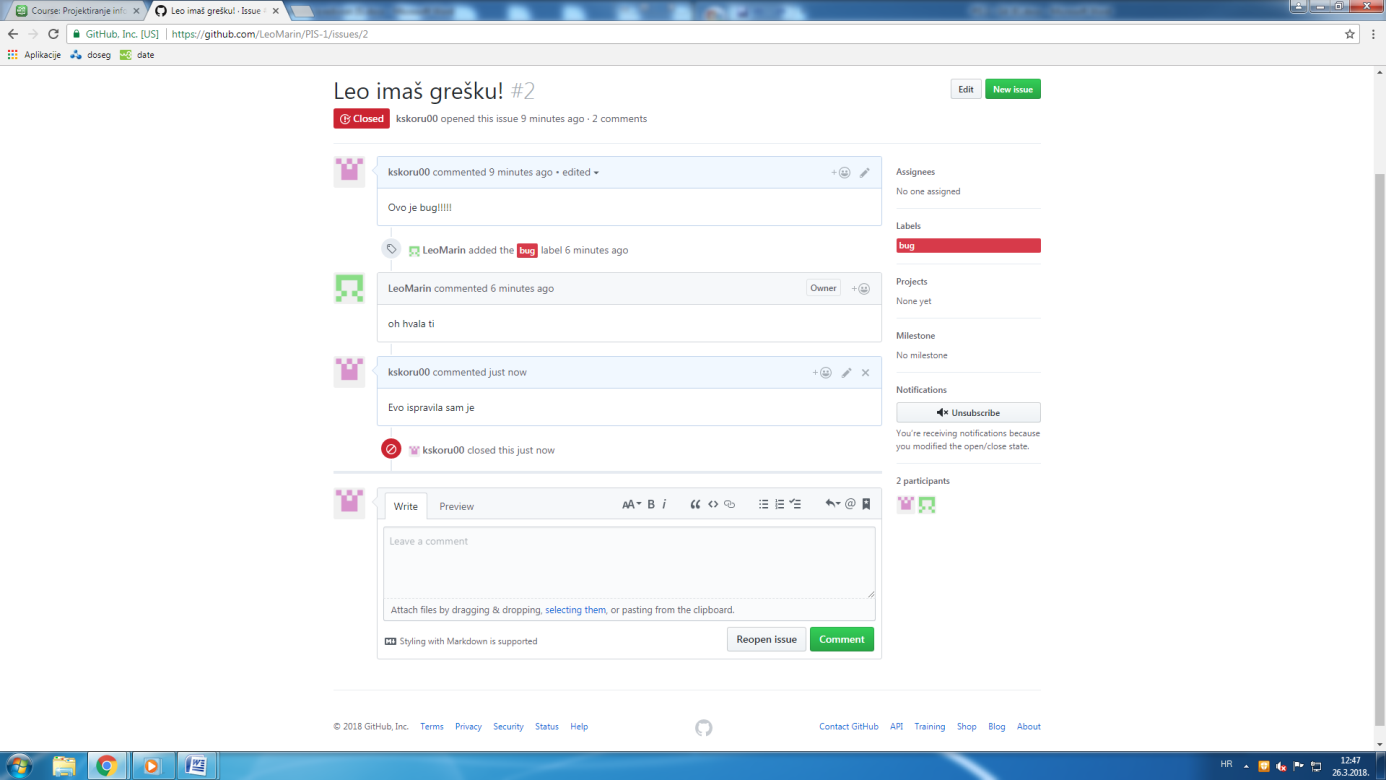 Course: Projektiranje info
Leo imaš grešku! · Issue #
GitHub, Inc. [US]
https://github.com/LeoMarin/PIS-1/issues/2
Aplikacije
doseg
date
Leo imaš grešku! #2
Edit
New issue
Closed
kskoru00 opened this issue 9 minutes ago · 2 comments
kskoru00 commented 9 minutes ago • edited
Ovo je bug!!!!!
LeoMarin added the bug label 6 minutes ago
LeoMarin commented 6 minutes ago
Owner
oh hvala ti
kskoru00 commented just now
Evo ispravila sam je
kskoru00 closed this just now
Write
Preview
AA B i
Leave a comment
Attach files by dragging & dropping, selecting them, or pasting from the clipboard.
Styling with Markdown is supported
Reopen issue
Comment
Assignees
No one assigned
Labels
bug
Projects
None yet
Milestone
No milestone
Notifications
Unsubscribe
You're receiving notifications because
you modified the open/close state.
2 participants
© 2018 GitHub, Inc.
Terms
Privacy
Security
Status
Help
Contact GitHub
API
Training
Shop
Blog
About
HR
12:47
26.3.2018.